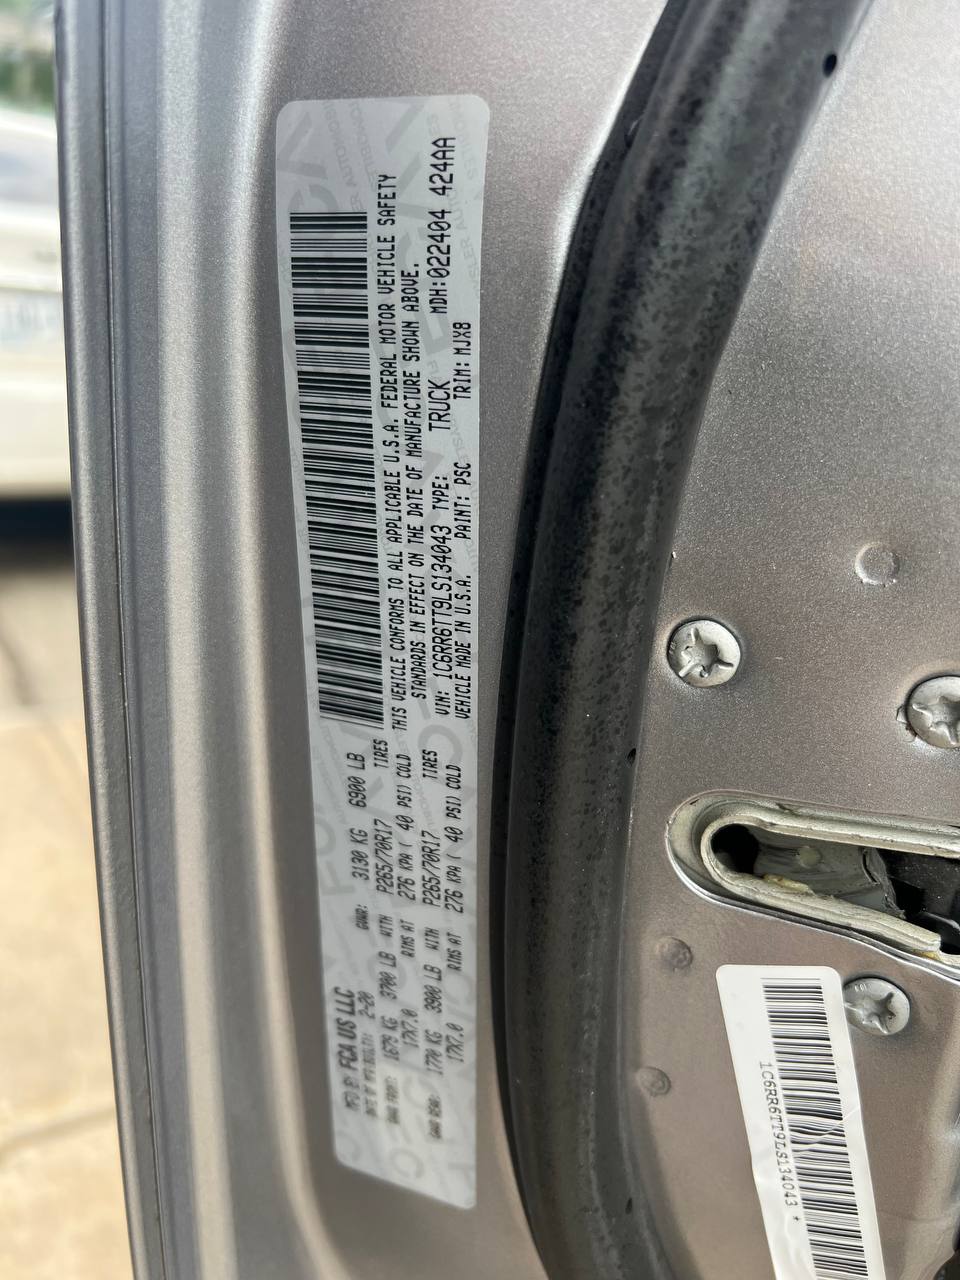 MFD BY: FCA US LLC
DATE OF MFR: 2-20 GVWR: 3130 KG 6900 LB
GAWR FRONT: 1679 KG 3700 LB WITH P265/70R17 TIRES
17X7.0 RIMS AT 276 KPA ( 40 PSI) COLD
GAWR REAR: 1770 KG 3900 LB WITH P265/70R17 TIRES
17X7.0 RIMS AT 276 KPA ( 40 PSI) COLD
THIS VEHICLE CONFORMS TO ALL APPLICABLE U.S.A. FEDERAL MOTOR VEHICLE SAFETY
STANDARDS IN EFFECT ON THE DATE OF MANUFACTURE SHOWN ABOVE.
VIN: 1C6RR6TT9LS134043 TYPE: TRUCK MDH:022404 424AA
VEHICLE MADE IN U.S.A. PAINT: PSC TRIM: MJX8
1C6RR6TT9LS134043 *